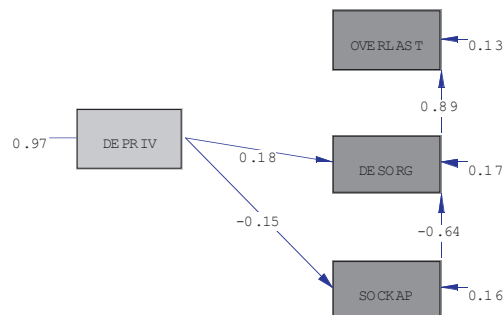 OVERLAST
0.13
0.89
0.97
DEPRIV
0.18
DESORG
0.17
-0.15
-0.64
SOCKAP
0.16